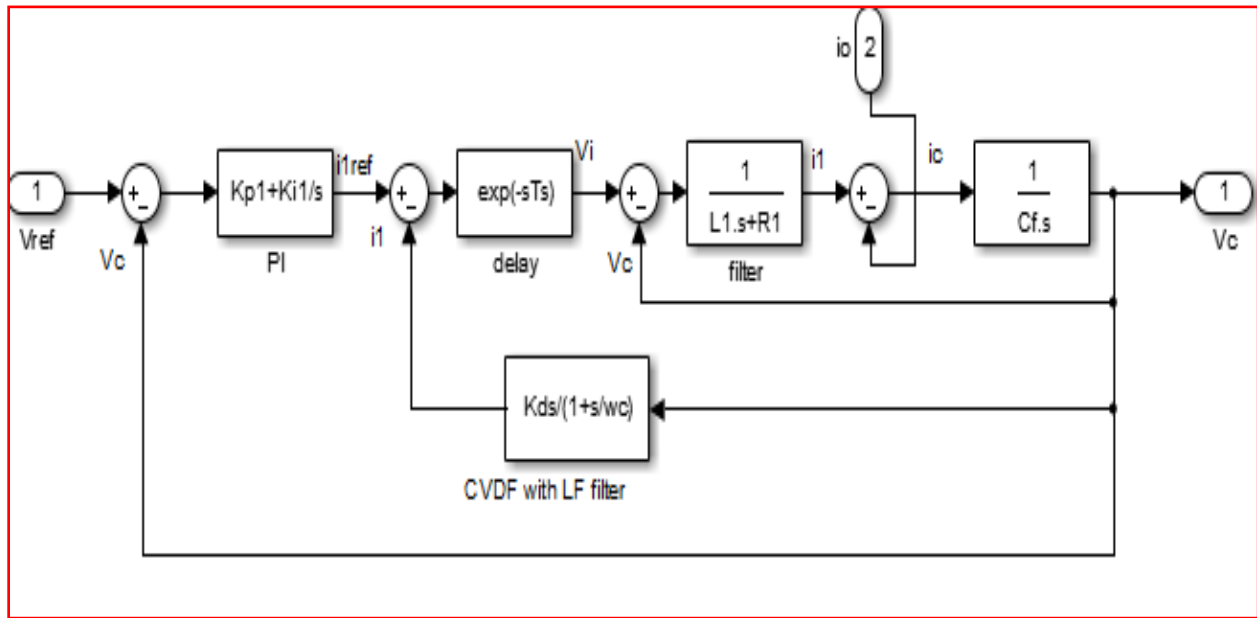 io
2
1
Vref
+
-
Vc
Kp1+Ki1/s
PI
i1ref
+
-
i1
exp(-sTs)
delay
Vi
+
-
Vc
1
L1.s+R1
filter
i1
+
-
ic
1
Cf.s
1
Vc
Kds/(1+s/wc)
CVDF with LF filter